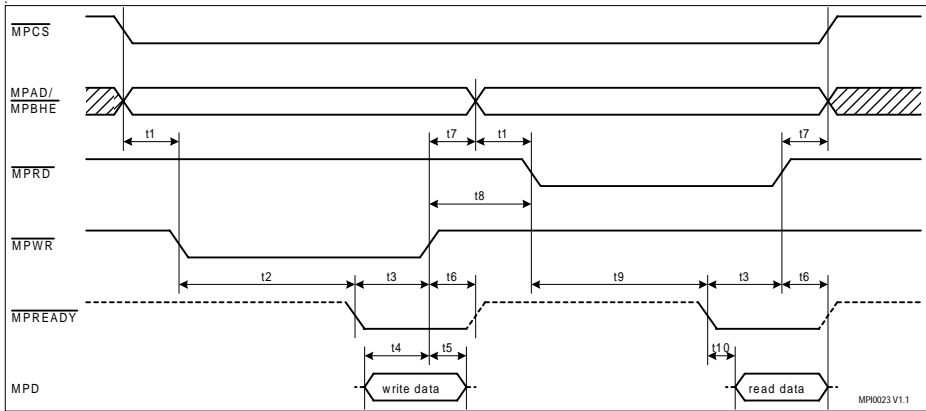 MPCS
MPAD/
MPBHE
t1 t7 t1 t7
MPRD
t8
MPWR
t2 t3 t6 t9 t3 t6
MPREADY
t4 t5 t10
MPD write data read data
MPI0023 V1.1